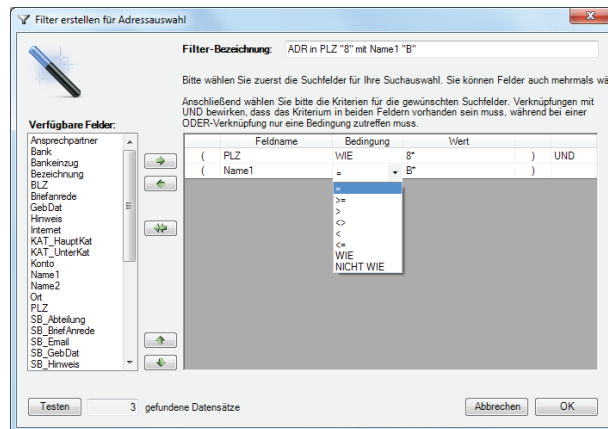 Filter erstellen für Adressauswahl
Filter-Bezeichnung: ADR in PLZ "8" mit Name1 "B"
Bitte wählen Sie zuerst die Suchfelder für Ihre Suchauswahl. Sie können Felder auch mehrmals wä
Anschließend wählen Sie bitte die Kriterien für die gewünschten Suchfelder. Verknüpfungen mit
UND bewirken, dass das Kriterium in beiden Feldern vorhanden sein muss, während bei einer
ODER-Verknüpfung nur eine Bedingung zutreffen muss.
Verfügbare Felder:
Ansprechpartner
Bank
Bankeinzug
Bezeichnung
BLZ
Briefanrede
GebDat
Hinweis
Internet
KAT_HauptKat
KAT_UnterKat
Konto
Name1
Name2
Ort
PLZ
SB_Abteilung
SB_BriefAnrede
SB_Email
SB_GebDat
SB_Hinweis
Feldname Bedingung Wert
( PLZ WIE 8* ) UND
( Name1 = B* )
=
>=
>
<>
<
<=
WIE
NICHT WIE
Testen 3 gefundene Datensätze Abbrechen OK